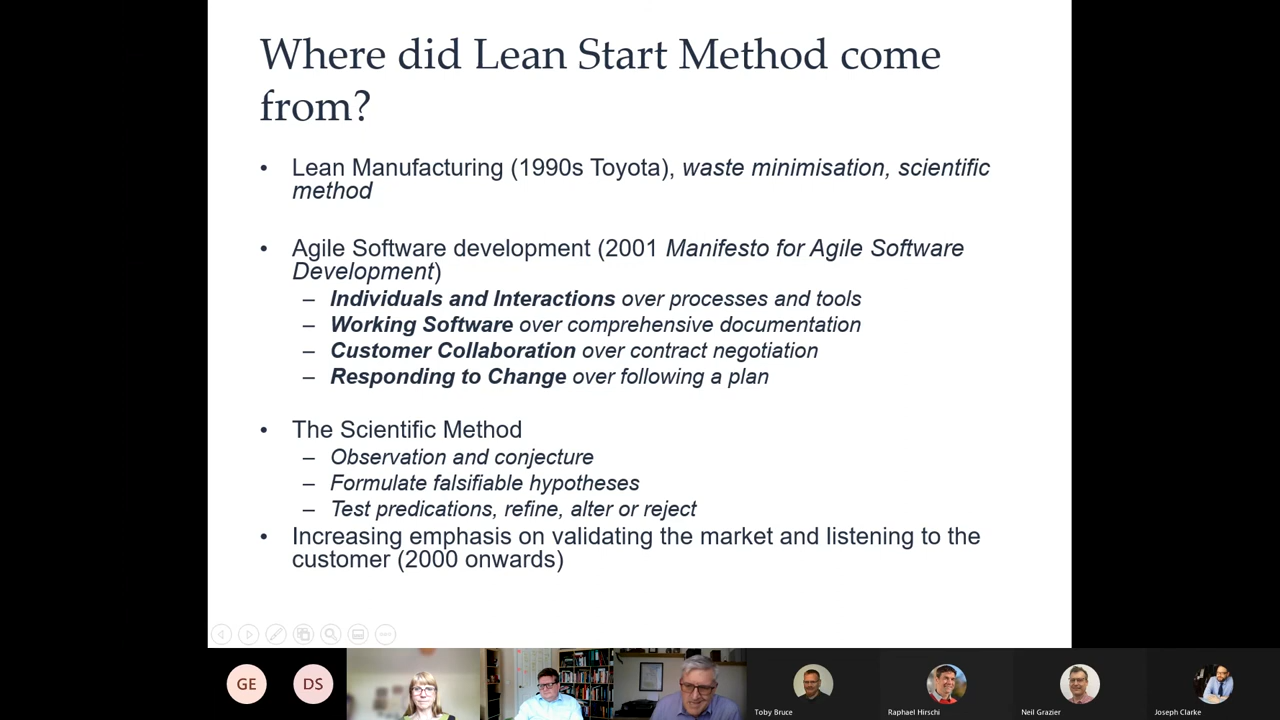 Where did Lean Start Method come
from?
• Lean Manufacturing (1990s Toyota), waste minimisation, scientific
method
• Agile Software development (2001 Manifesto for Agile Software
Development)
– Individuals and Interactions over processes and tools
– Working Software over comprehensive documentation
– Customer Collaboration over contract negotiation
– Responding to Change over following a plan
• The Scientific Method
– Observation and conjecture
– Formulate falsifiable hypotheses
– Test predications, refine, alter or reject
• Increasing emphasis on validating the market and listening to the
customer (2000 onwards)
GE
DS
Toby Bruce
Raphael Hirschi
Neil Grazier
Joseph Clarke